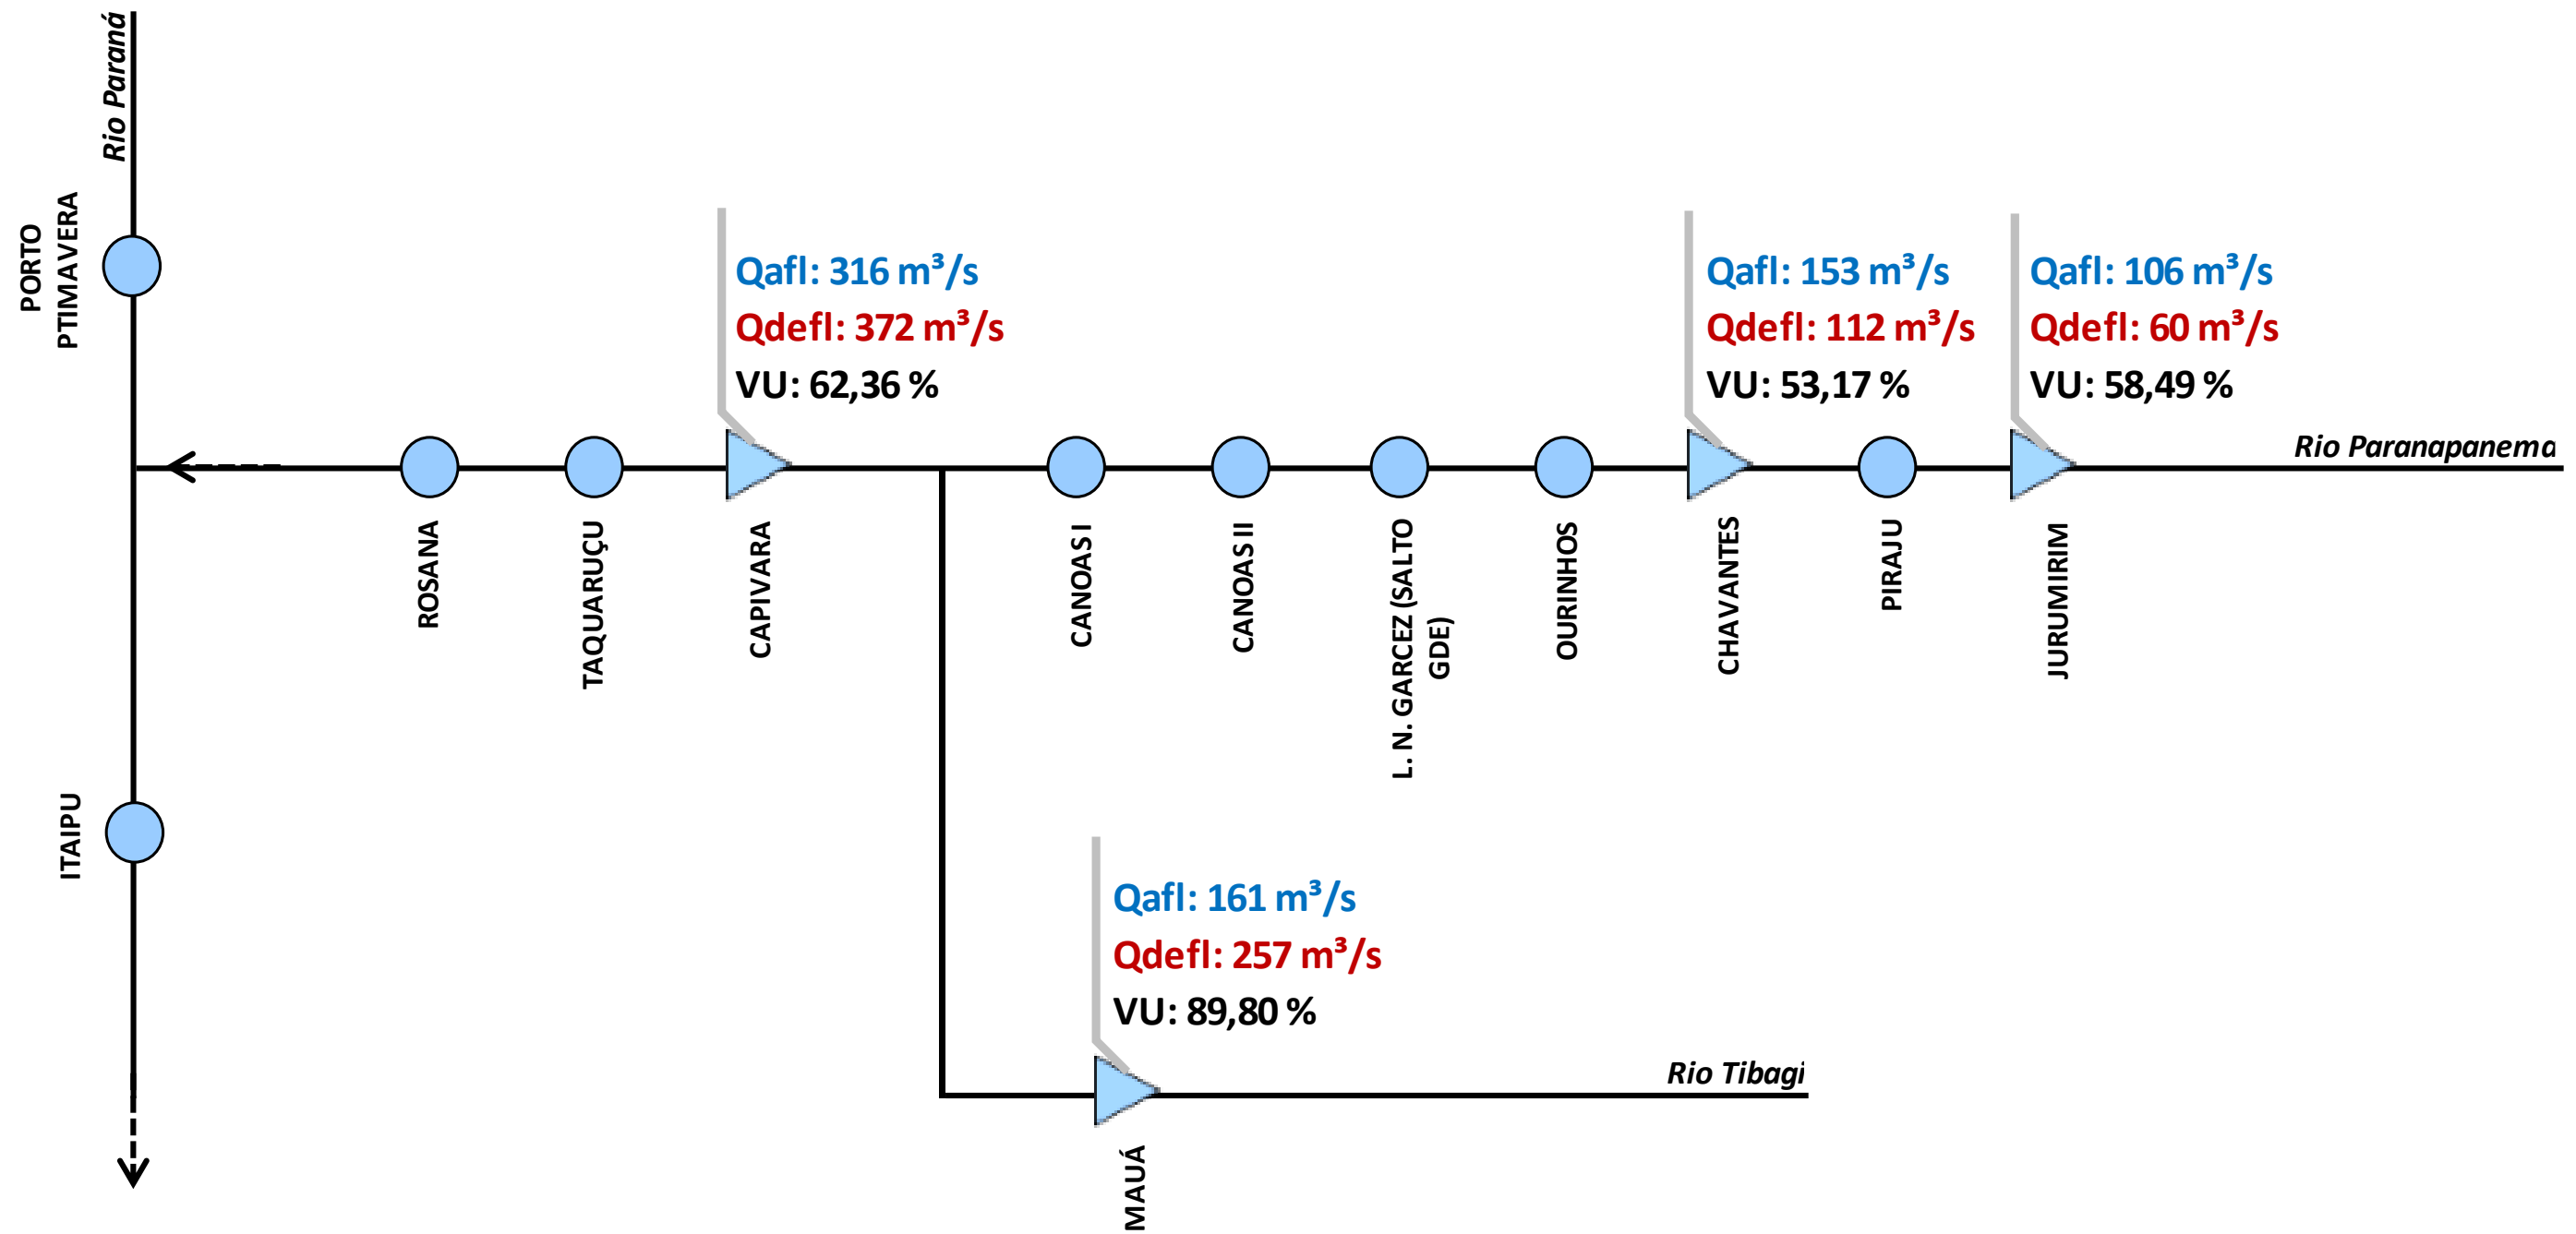 Rio Paraná
PORTO
PTIMAVERA
Qafl: 316 m³/s
Qdefl: 372 m³/s
VU: 62,36 %
Qafl: 153 m³/s
Qdefl: 112 m³/s
VU: 53,17 %
Qafl: 106 m³/s
Qdefl: 60 m³/s
VU: 58,49 %
Rio Paranapanema
ROSANA
TAQUARUÇU
CAPIVARA
CANOAS I
CANOAS II
L. N. GARCEZ (SALTO
GDE)
OURINHOS
CHAVANTES
PIRAJU
JURUMIRIM
ITAIPU
Qafl: 161 m³/s
Qdefl: 257 m³/s
VU: 89,80 %
Rio Tibagi
MAUÁ